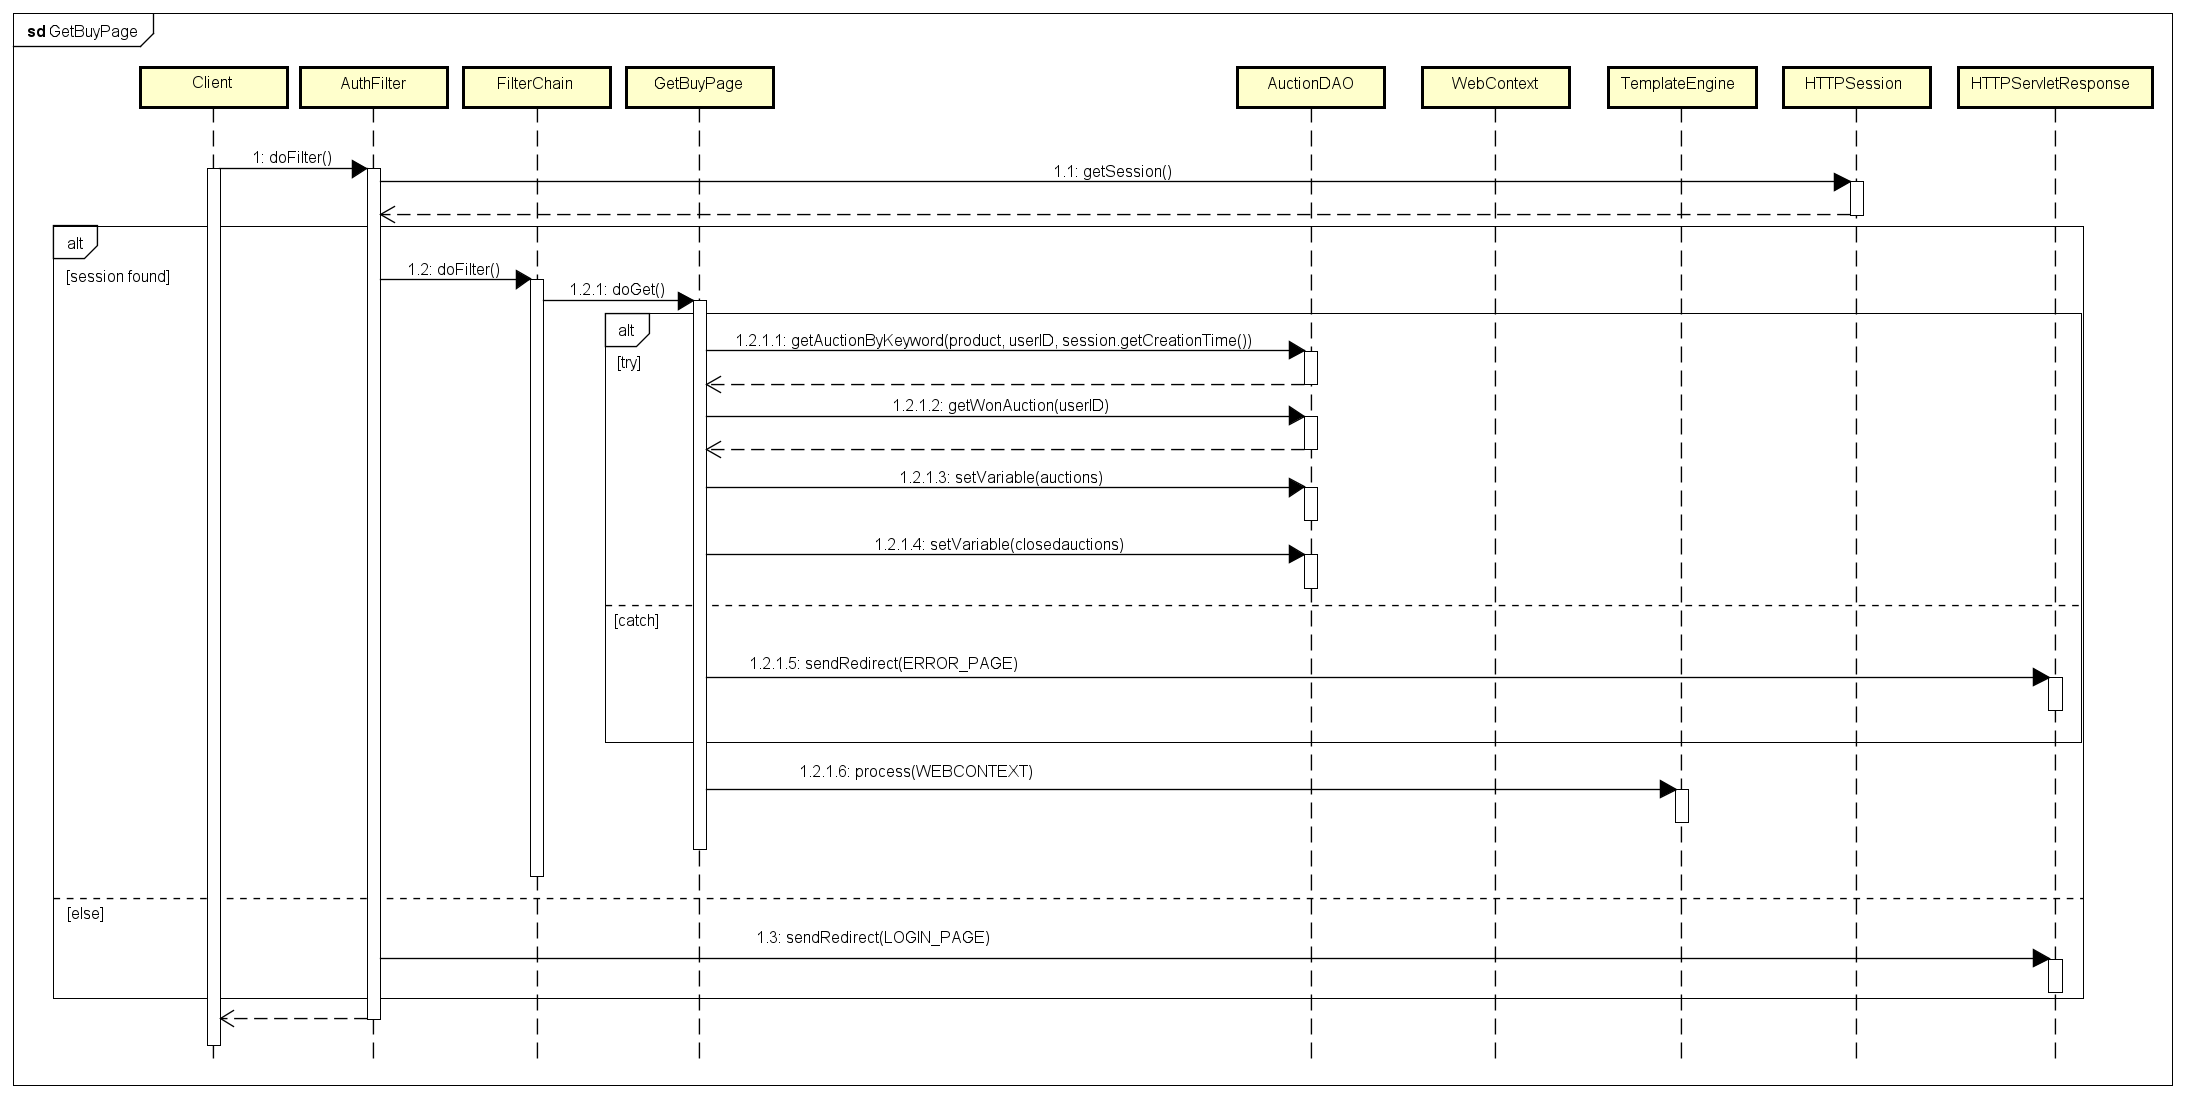 sd GetBuyPage
Client
AuthFilter
FilterChain
GetBuyPage
AuctionDAO
WebContext
TemplateEngine
HTTPSession
HTTPServletResponse
1: doFilter()
1.1: getSession()
alt
[session found]
1.2: doFilter()
1.2.1: doGet()
alt
[try]
1.2.1.1: getAuctionByKeyword(product, userID, session.getCreationTime())
1.2.1.2: getWonAuction(userID)
1.2.1.3: setVariable(auctions)
1.2.1.4: setVariable(closedauctions)
[catch]
1.2.1.5: sendRedirect(ERROR_PAGE)
1.2.1.6: process(WEBCONTEXT)
[else]
1.3: sendRedirect(LOGIN_PAGE)